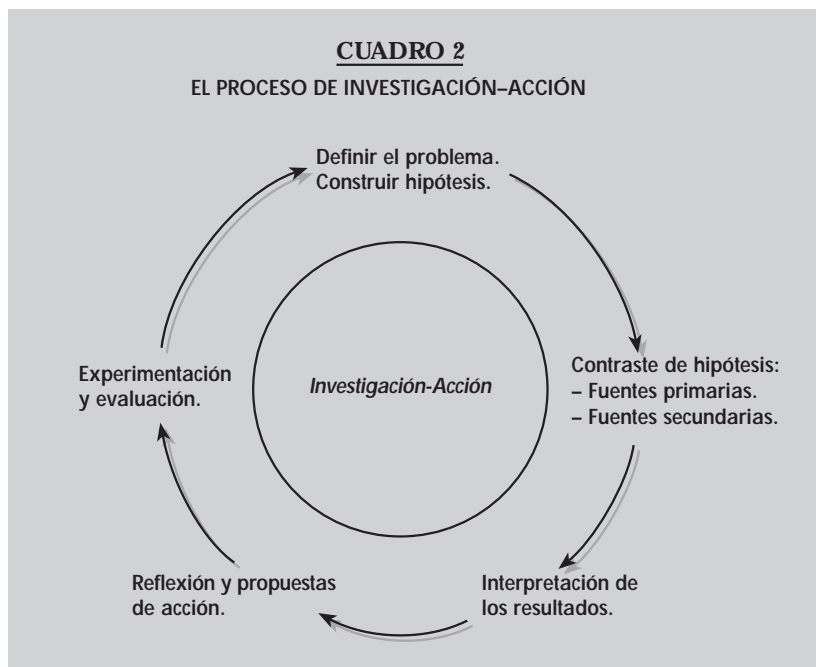 CUADRO 2
EL PROCESO DE INVESTIGACIÓN–ACCIÓN
Definir el problema.
Construir hipótesis.
Contraste de hipótesis:
– Fuentes primarias.
– Fuentes secundarias.
Interpretación de
los resultados.
Reflexión y propuestas
de acción.
Experimentación
y evaluación.
Investigación-Acción